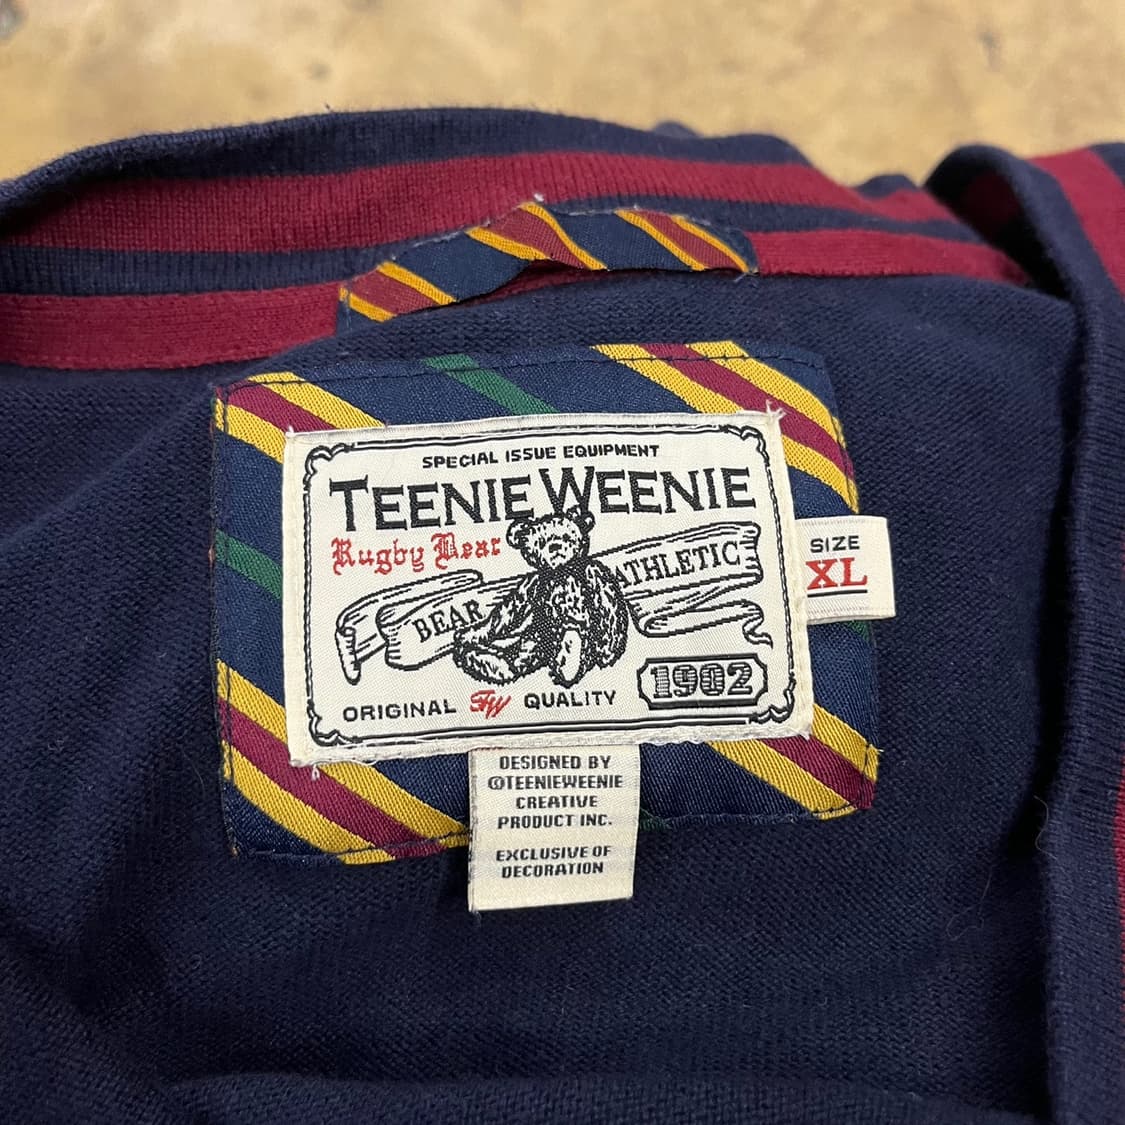 SPECIAL ISSUE EQUIPMENT
TEENIE WEENIE
Rugby Bear
BEAR ATHLETIC
ORIGINAL TW QUALITY
1902
SIZE
XL
DESIGNED BY
@TEENIEWEENIE
CREATIVE
PRODUCT INC.
EXCLUSIVE OF
DECORATION